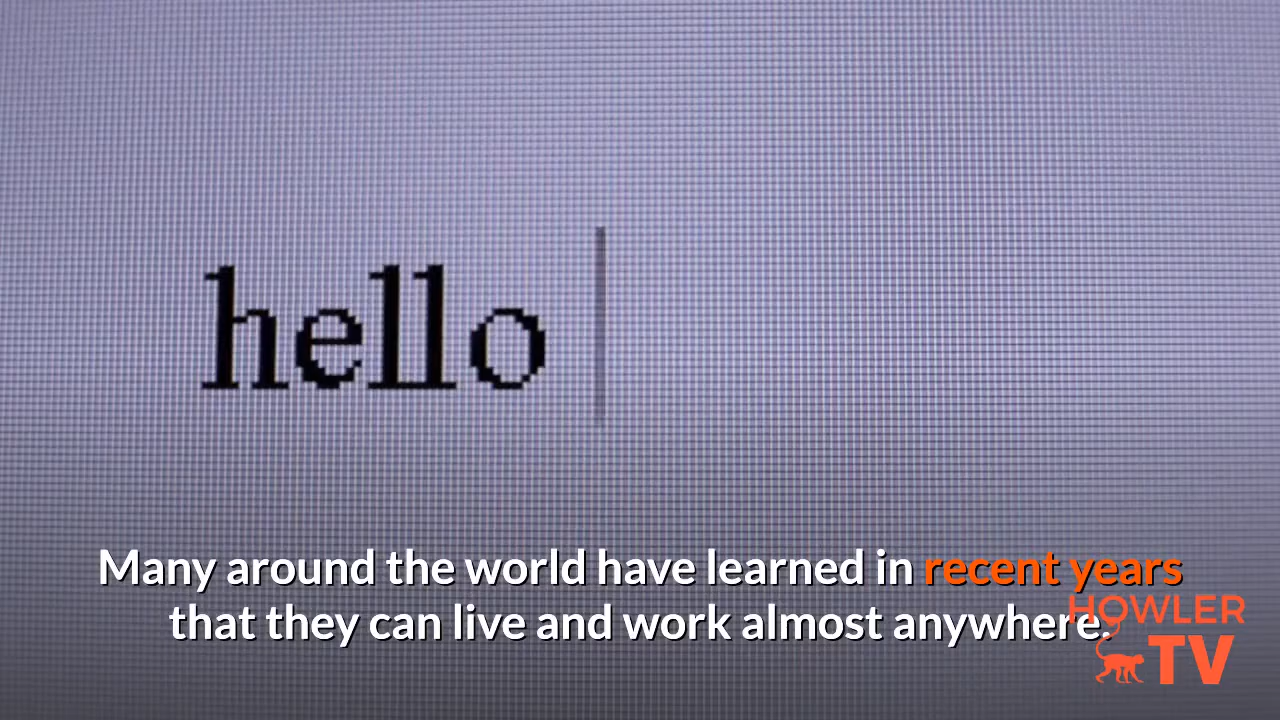 hello
Many around the world have learned in recent years
that they can live and work almost anywhere.
HOWLER
TV